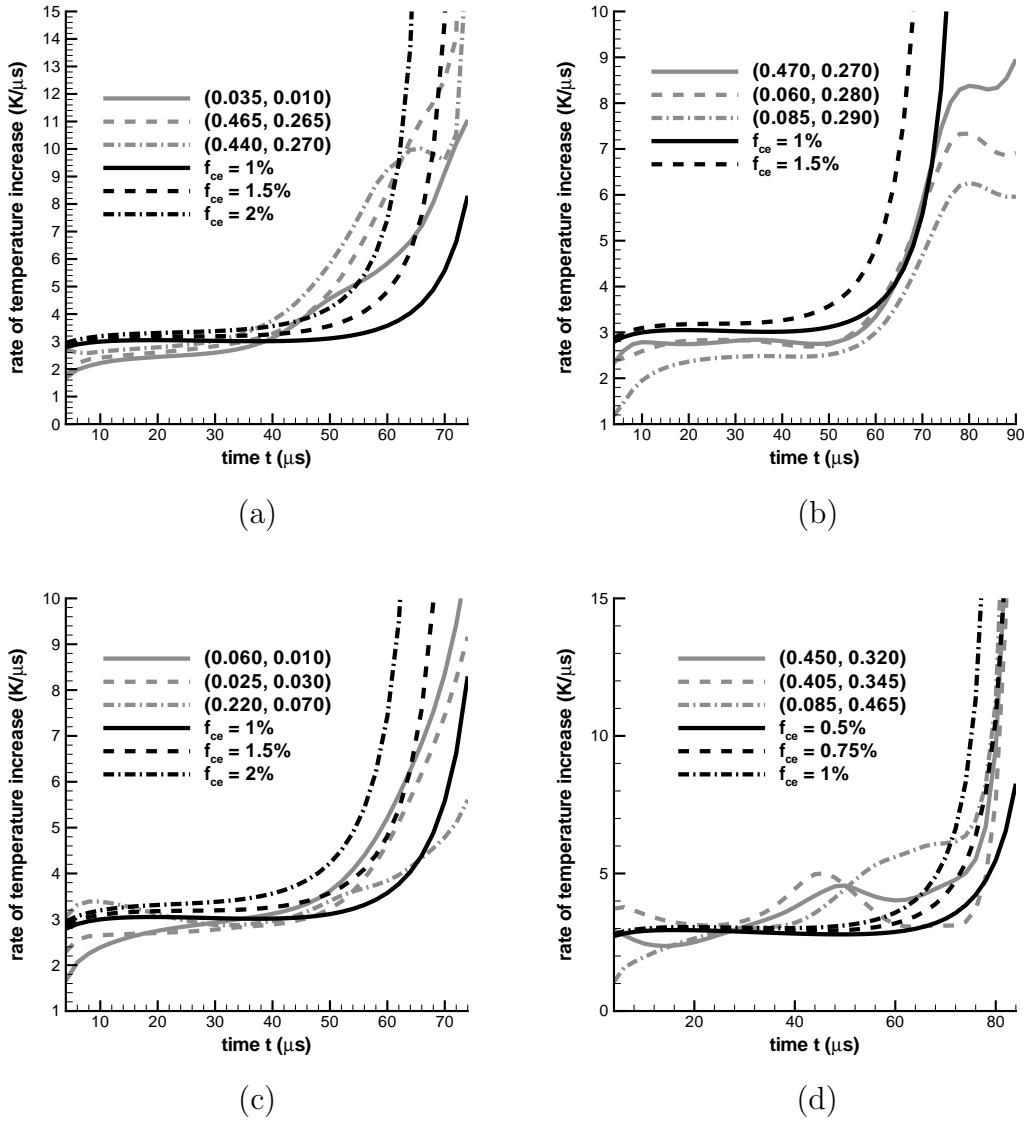 15
14
13
12
11
10
9
8
7
6
5
4
3
2
1
0
rate of temperature increase (K/μs)
(0.035, 0.010)
(0.465, 0.265)
(0.440, 0.270)
f_ce = 1%
f_ce = 1.5%
f_ce = 2%
10 20 30 40 50 60 70
time t (μs)
(a)
10
9
8
7
6
5
4
3
2
1
rate of temperature increase (K/μs)
(0.470, 0.270)
(0.060, 0.280)
(0.085, 0.290)
f_ce = 1%
f_ce = 1.5%
10 20 30 40 50 60 70 80 90
time t (μs)
(b)
10
9
8
7
6
5
4
3
2
1
rate of temperature increase (K/μs)
(0.060, 0.010)
(0.025, 0.030)
(0.220, 0.070)
f_ce = 1%
f_ce = 1.5%
f_ce = 2%
10 20 30 40 50 60 70
time t (μs)
(c)
15
10
5
0
rate of temperature increase (K/μs)
(0.450, 0.320)
(0.405, 0.345)
(0.085, 0.465)
f_ce = 0.5%
f_ce = 0.75%
f_ce = 1%
20 40 60 80
time t (μs)
(d)